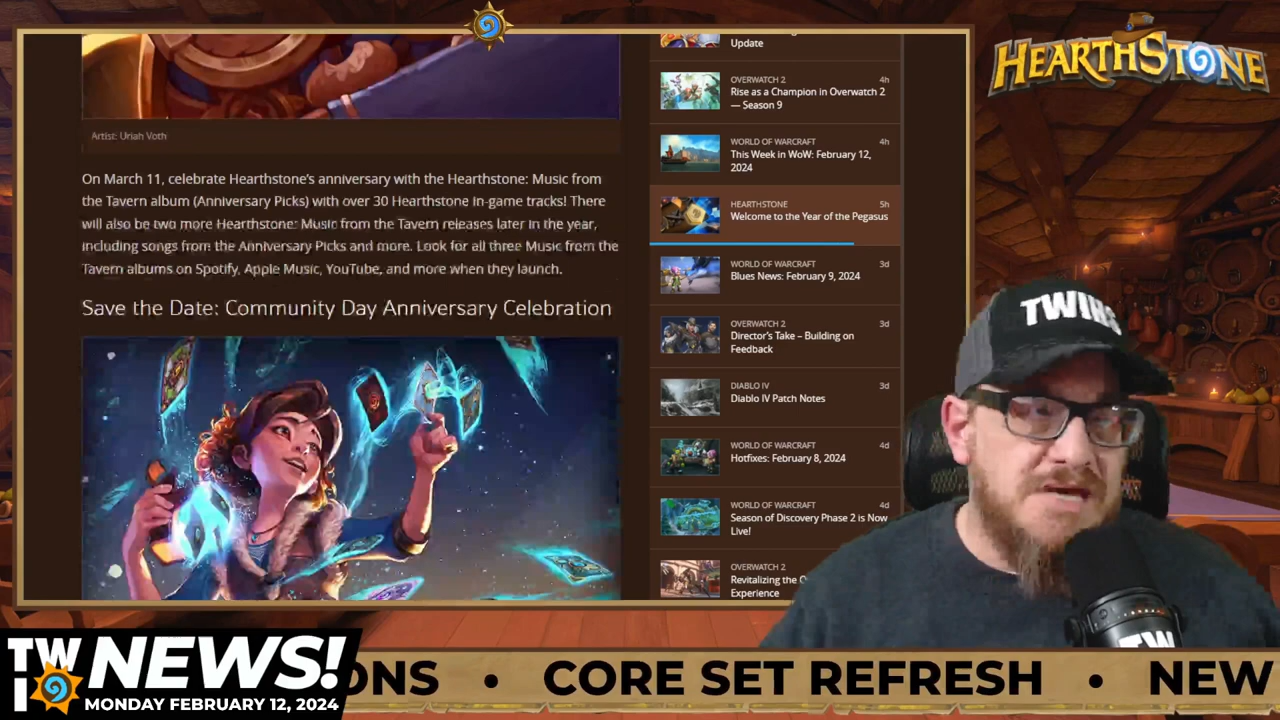 HEARTHSTONE
Artist: Uriah Voth
On March 11, celebrate Hearthstone's anniversary with the Hearthstone: Music from
the Tavern album (Anniversary Picks) with over 30 Hearthstone in-game tracks! There
will also be two more Hearthstone: Music from the Tavern releases later in the year,
including songs from the Anniversary Picks and more. Look for all three Music from the
Tavern albums on Spotify, Apple Music, YouTube, and more when they launch.
Save the Date: Community Day Anniversary Celebration
Update
OVERWATCH 2 4h
Rise as a Champion in Overwatch 2
— Season 9
WORLD OF WARCRAFT 4h
This Week in WoW: February 12,
2024
HEARTHSTONE 5h
Welcome to the Year of the Pegasus
WORLD OF WARCRAFT 3d
Blues News: February 9, 2024
OVERWATCH 2 3d
Director's Take – Building on
Feedback
DIABLO IV 3d
Diablo IV Patch Notes
WORLD OF WARCRAFT 4d
Hotfixes: February 8, 2024
WORLD OF WARCRAFT 4d
Season of Discovery Phase 2 is Now
Live!
OVERWATCH 2
Revitalizing the
Experience
TWINS
TW
TW NEWS!
MONDAY FEBRUARY 12, 2024
ONS • CORE SET REFRESH • NEW